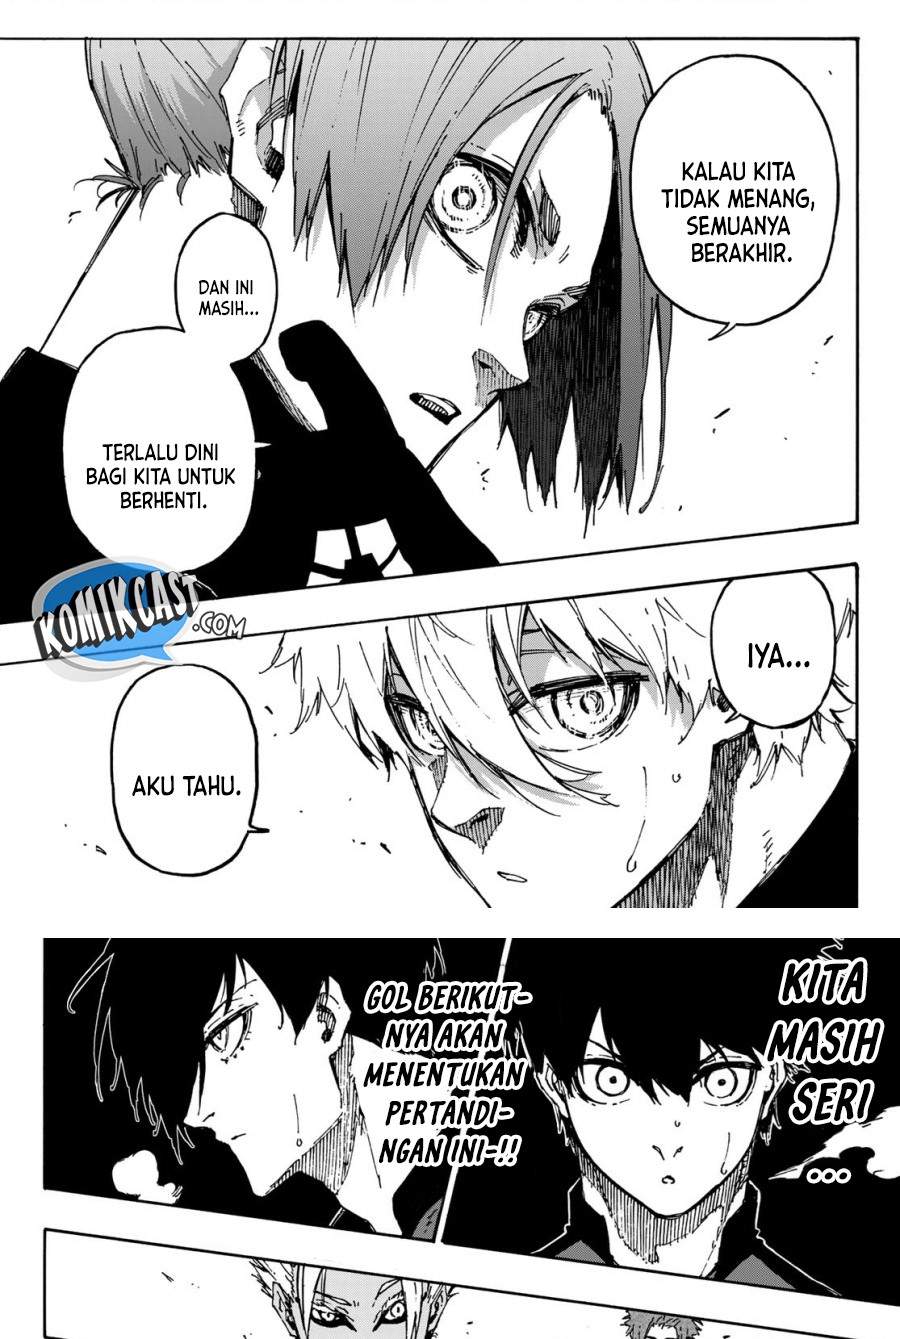 KALAU KITA
TIDAK MENANG,
SEMUANYA
BERAKHIR.
DAN INI
MASIH...
TERLALU DINI
BAGI KITA UNTUK
BERHENTI.
KOMIKCAST
.COM
IYA...
AKU TAHU.
KITA
MASIH
SERI
...
GOL BERIKUT-
NYA AKAN
MENENTUKAN
PERTANDI-
NGAN INI-!!